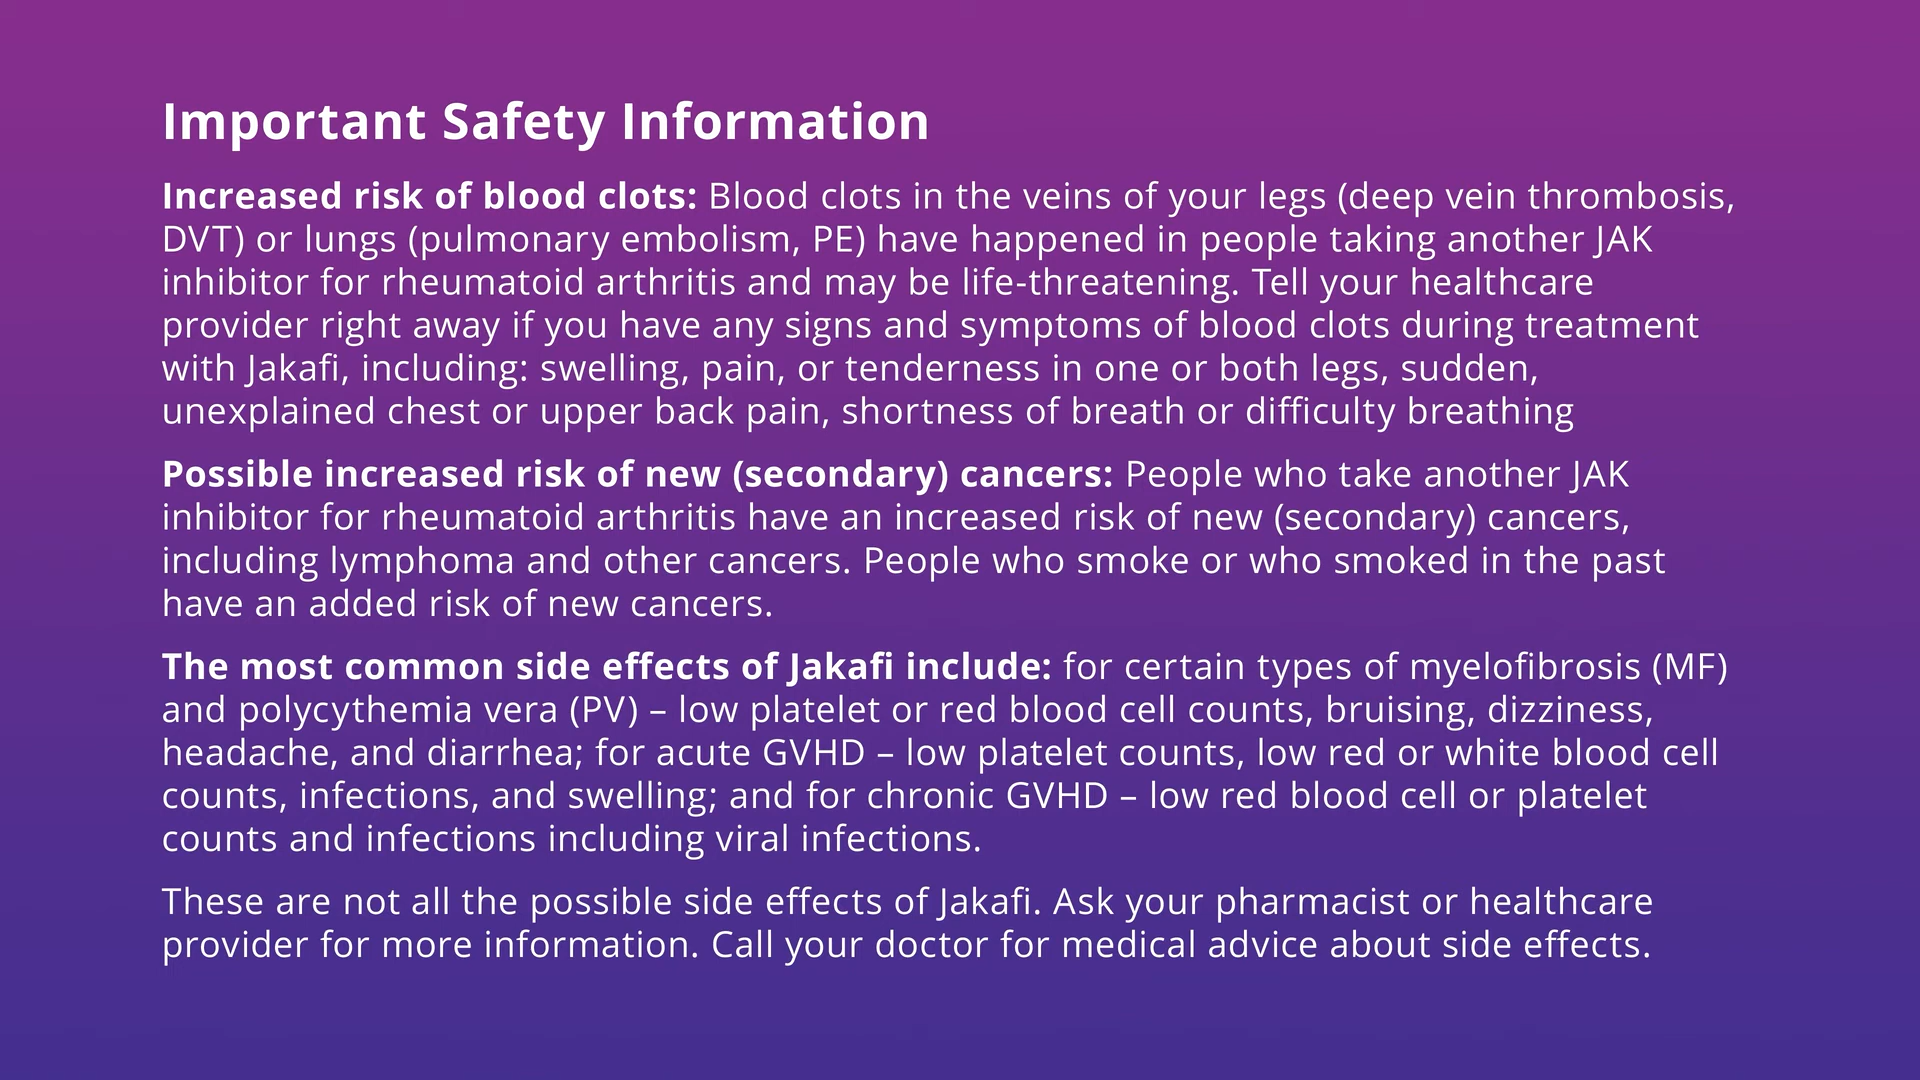 Important Safety Information
Increased risk of blood clots: Blood clots in the veins of your legs (deep vein thrombosis,
DVT) or lungs (pulmonary embolism, PE) have happened in people taking another JAK
inhibitor for rheumatoid arthritis and may be life-threatening. Tell your healthcare
provider right away if you have any signs and symptoms of blood clots during treatment
with Jakafi, including: swelling, pain, or tenderness in one or both legs, sudden,
unexplained chest or upper back pain, shortness of breath or difficulty breathing
Possible increased risk of new (secondary) cancers: People who take another JAK
inhibitor for rheumatoid arthritis have an increased risk of new (secondary) cancers,
including lymphoma and other cancers. People who smoke or who smoked in the past
have an added risk of new cancers.
The most common side effects of Jakafi include: for certain types of myelofibrosis (MF)
and polycythemia vera (PV) – low platelet or red blood cell counts, bruising, dizziness,
headache, and diarrhea; for acute GVHD – low platelet counts, low red or white blood cell
counts, infections, and swelling; and for chronic GVHD – low red blood cell or platelet
counts and infections including viral infections.
These are not all the possible side effects of Jakafi. Ask your pharmacist or healthcare
provider for more information. Call your doctor for medical advice about side effects.